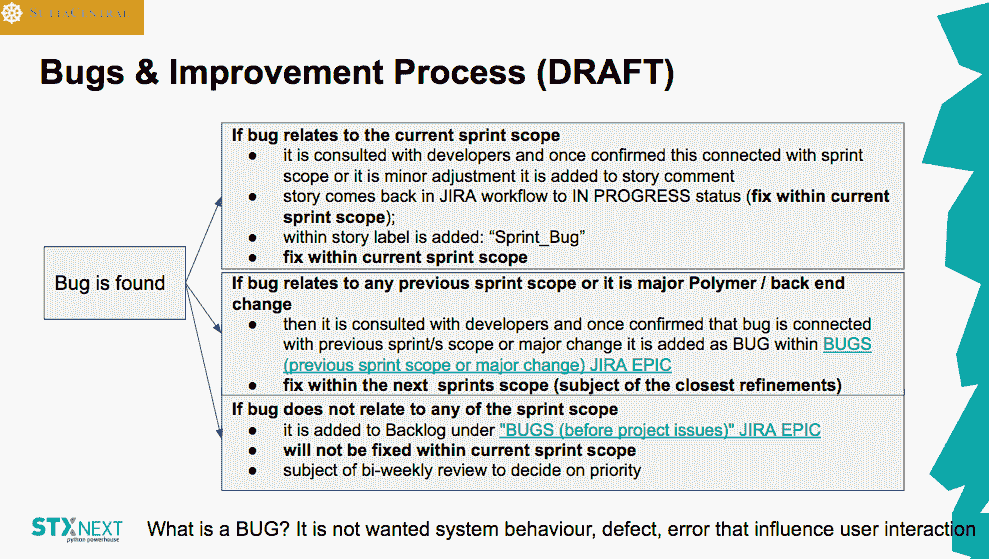 Bugs & Improvement Process (DRAFT)
If bug relates to the current sprint scope
● it is consulted with developers and once confirmed this connected with sprint
scope or it is minor adjustment it is added to story comment
● story comes back in JIRA workflow to IN PROGRESS status (fix within current
sprint scope);
● within story label is added: “Sprint_Bug”
● fix within current sprint scope
Bug is found
If bug relates to any previous sprint scope or it is major Polymer / back end
change
● then it is consulted with developers and once confirmed that bug is connected
with previous sprint/s scope or major change it is added as BUG within BUGS
(previous sprint scope or major change) JIRA EPIC
● fix within the next sprints scope (subject of the closest refinements)
If bug does not relate to any of the sprint scope
● it is added to Backlog under "BUGS (before project issues)" JIRA EPIC
● will not be fixed within current sprint scope
● subject of bi-weekly review to decide on priority
STXNEXT
python powerhouse
What is a BUG? It is not wanted system behaviour, defect, error that influence user interaction